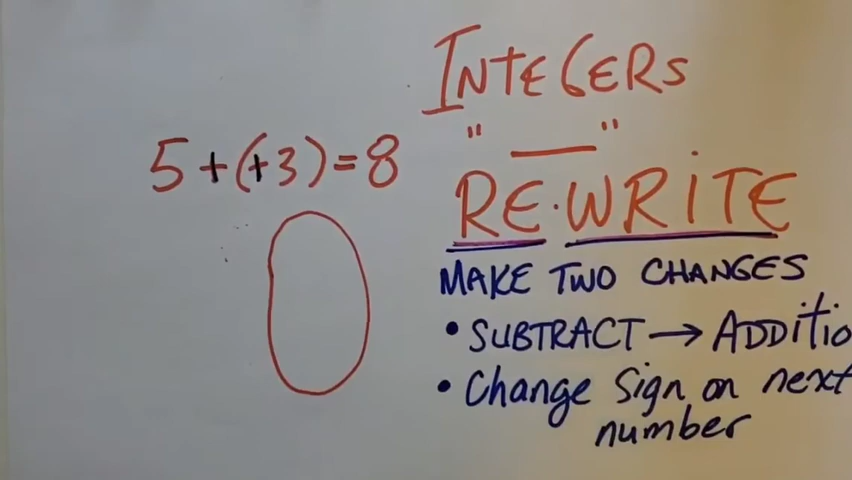 INTEGERS
" — "
5+(+3)=8
RE·WRITE
MAKE TWO CHANGES
• SUBTRACT → ADDITIO
• Change Sign on next
number